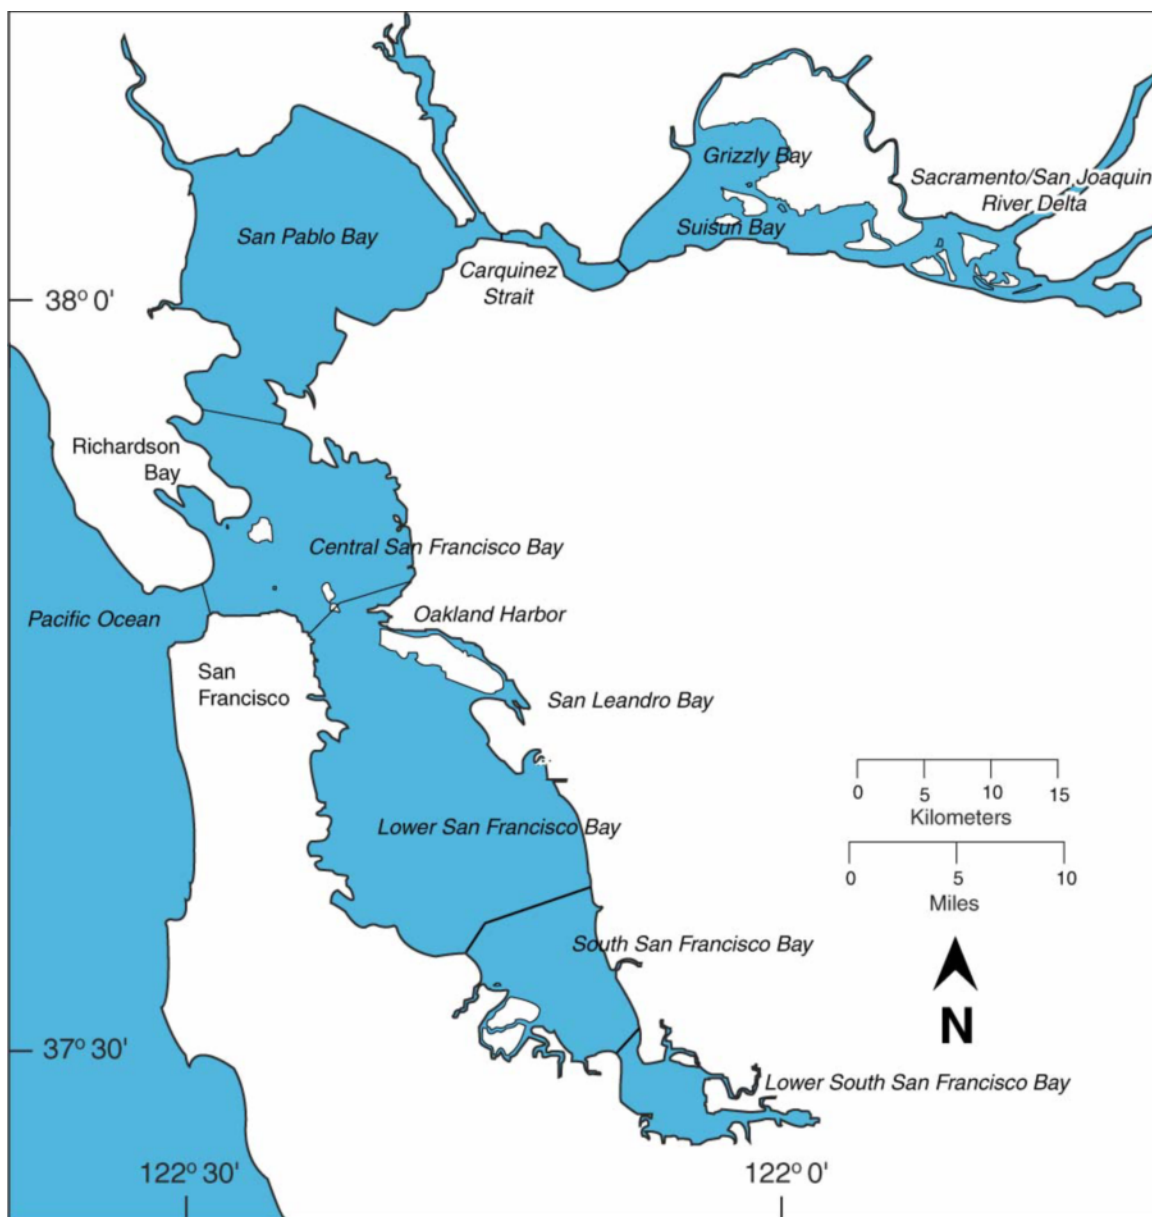 Grizzly Bay
Sacramento/San Joaquin
River Delta
San Pablo Bay
Suisun Bay
Carquinez
Strait
38° 0'
Richardson
Bay
Central San Francisco Bay
Pacific Ocean
Oakland Harbor
San
Francisco
San Leandro Bay
0 5 10 15
Kilometers
Lower San Francisco Bay
0 5 10
Miles
South San Francisco Bay
N
37° 30'
Lower South San Francisco Bay
122° 30'
122° 0'